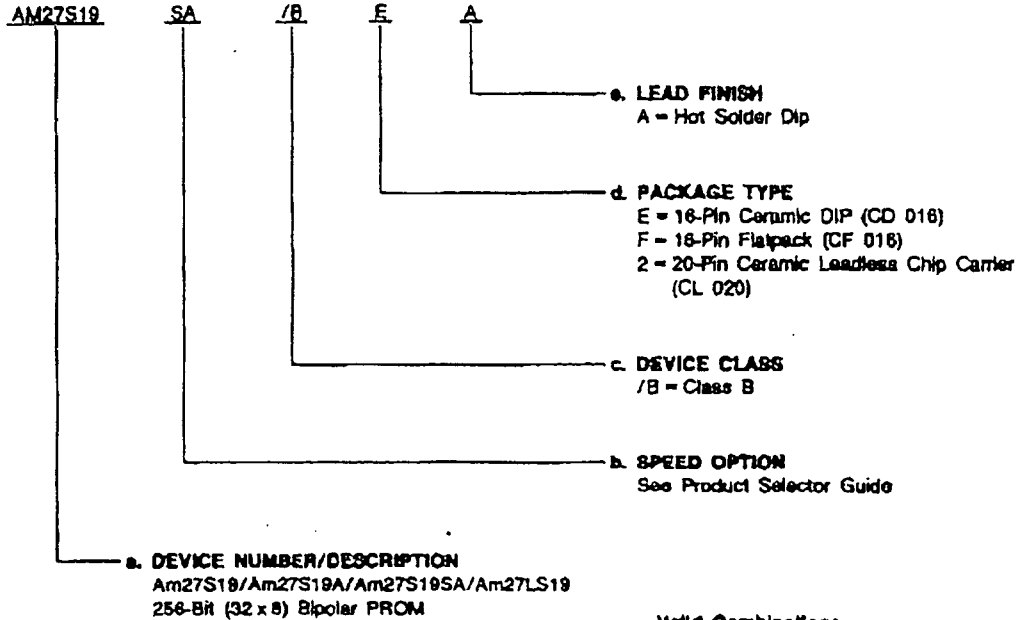 AM27S19 SA /B E A
e. LEAD FINISH
A = Hot Solder Dip
d. PACKAGE TYPE
E = 16-Pin Ceramic DIP (CD 016)
F = 16-Pin Flatpack (CF 016)
2 = 20-Pin Ceramic Leadless Chip Carrier
(CL 020)
c. DEVICE CLASS
/B = Class B
b. SPEED OPTION
See Product Selector Guide
a. DEVICE NUMBER/DESCRIPTION
Am27S19/Am27S19A/Am27S19SA/Am27LS19
256-Bit (32 x 8) Bipolar PROM
Valid Combinations